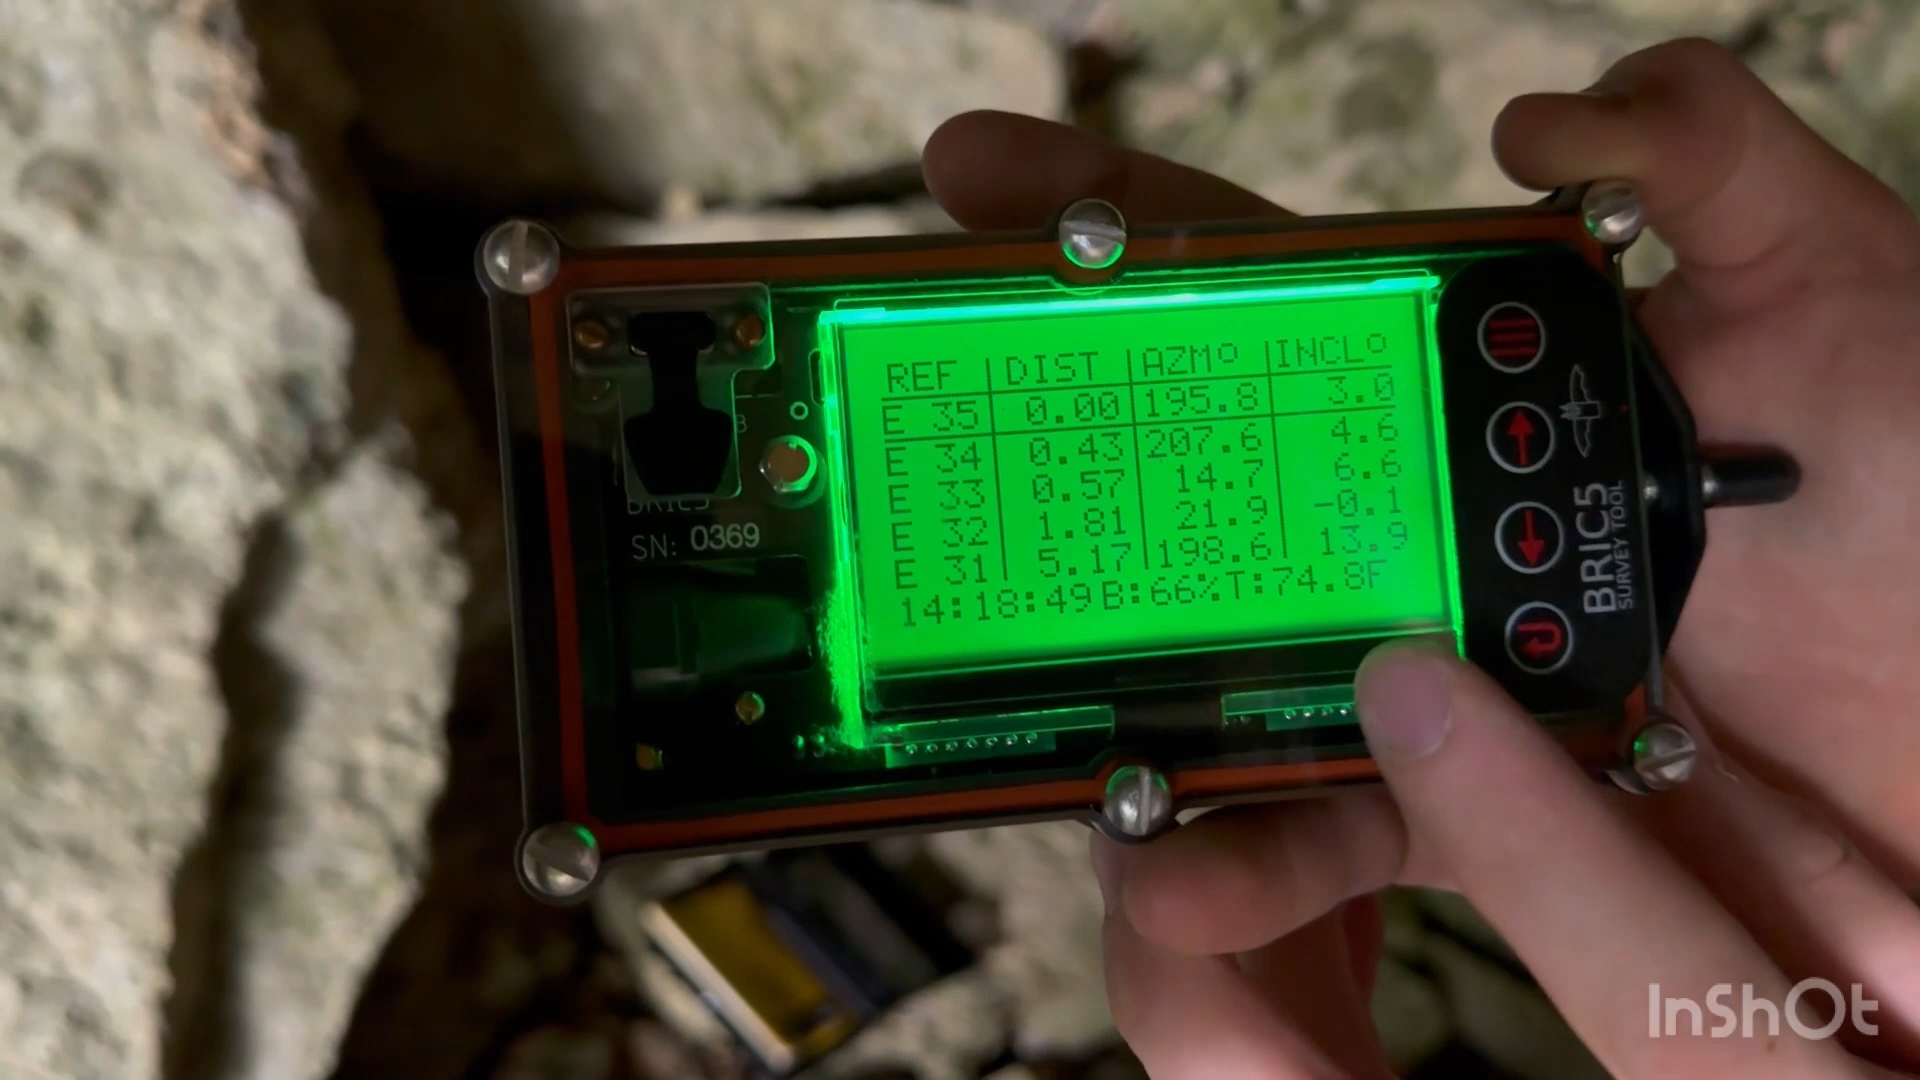 REF | DIST | AZM° | INCL°
E 35 | 0.00 | 195.8 | 3.0
E 34 | 0.43 | 207.6 | 4.6
E 33 | 0.57 | 14.7 | 6.6
E 32 | 1.81 | 21.9 | -0.1
E 31 | 5.17 | 198.6 | 13.9
14:18:49 B:66% T:74.8F
BRIC5
SN: 0369
BRIC5
SURVEY TOOL
InShOt